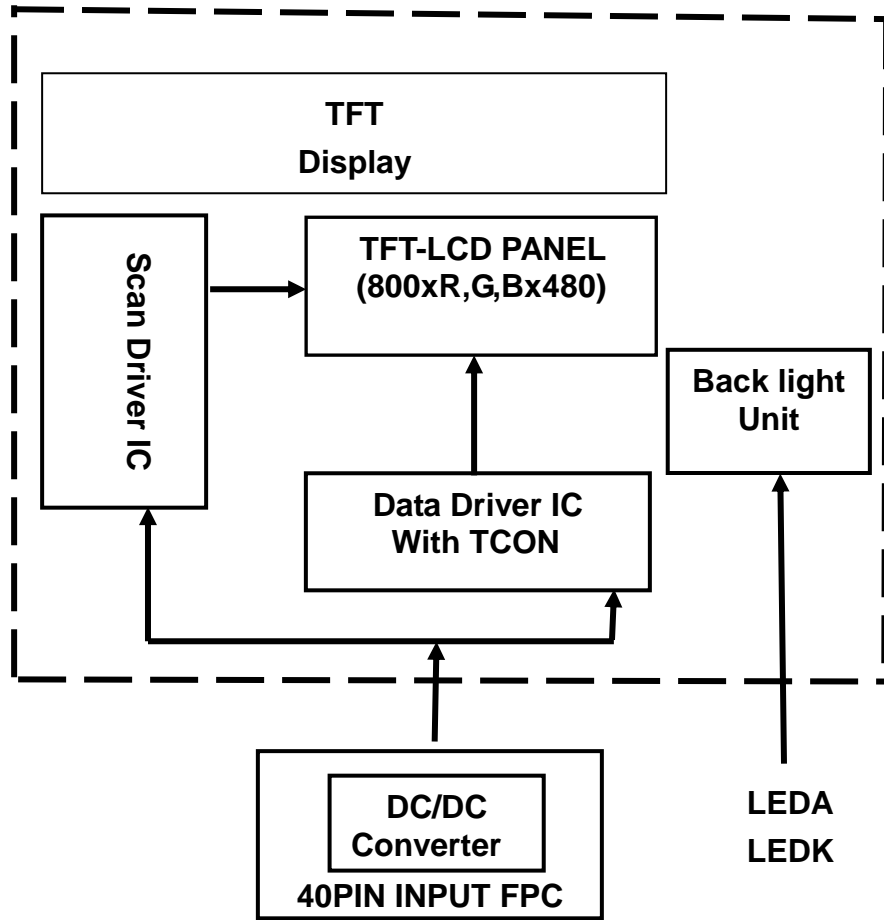 TFT
Display
Scan Driver IC
TFT-LCD PANEL
(800xR,G,Bx480)
Back light
Unit
Data Driver IC
With TCON
DC/DC
Converter
40PIN INPUT FPC
LEDA
LEDK